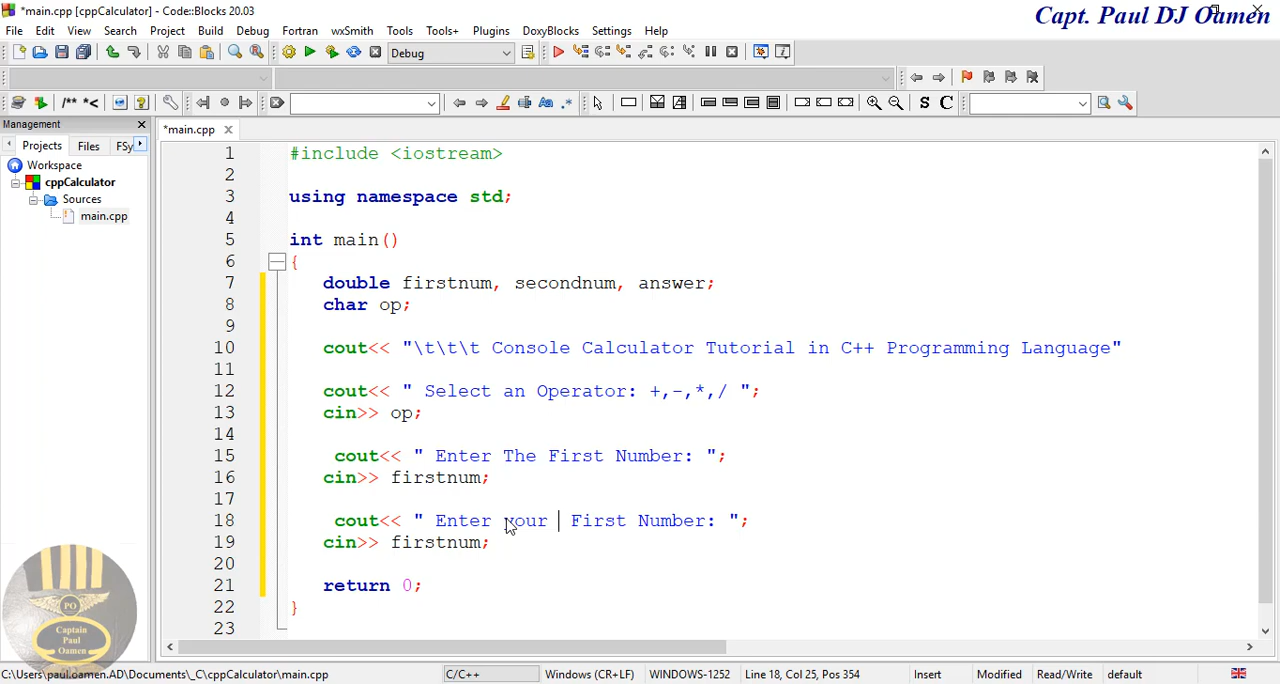 *main.cpp [cppCalculator] - Code::Blocks 20.03
Capt. Paul DJ Oamen
File Edit View Search Project Build Debug Fortran wxSmith Tools Tools+ Plugins DoxyBlocks Settings Help
Debug
/** *<
S C
Management
*main.cpp
Projects Files FSy
Workspace
cppCalculator
Sources
main.cpp
1 #include <iostream>
2
3 using namespace std;
4
5 int main()
6 {
7 double firstnum, secondnum, answer;
8 char op;
9
10 cout<< "\t\t\t Console Calculator Tutorial in C++ Programming Language"
11
12 cout<< " Select an Operator: +,-,*,/ ";
13 cin>> op;
14
15 cout<< " Enter The First Number: ";
16 cin>> firstnum;
17
18 cout<< " Enter your First Number: ";
19 cin>> firstnum;
20
21 return 0;
22 }
23
PO
Captain
Paul
Oamen
C:\Users\paul.oamen.AD\Documents\_C\cppCalculator\main.cpp C/C++ Windows (CR+LF) WINDOWS-1252 Line 18, Col 25, Pos 354 Insert Modified Read/Write default